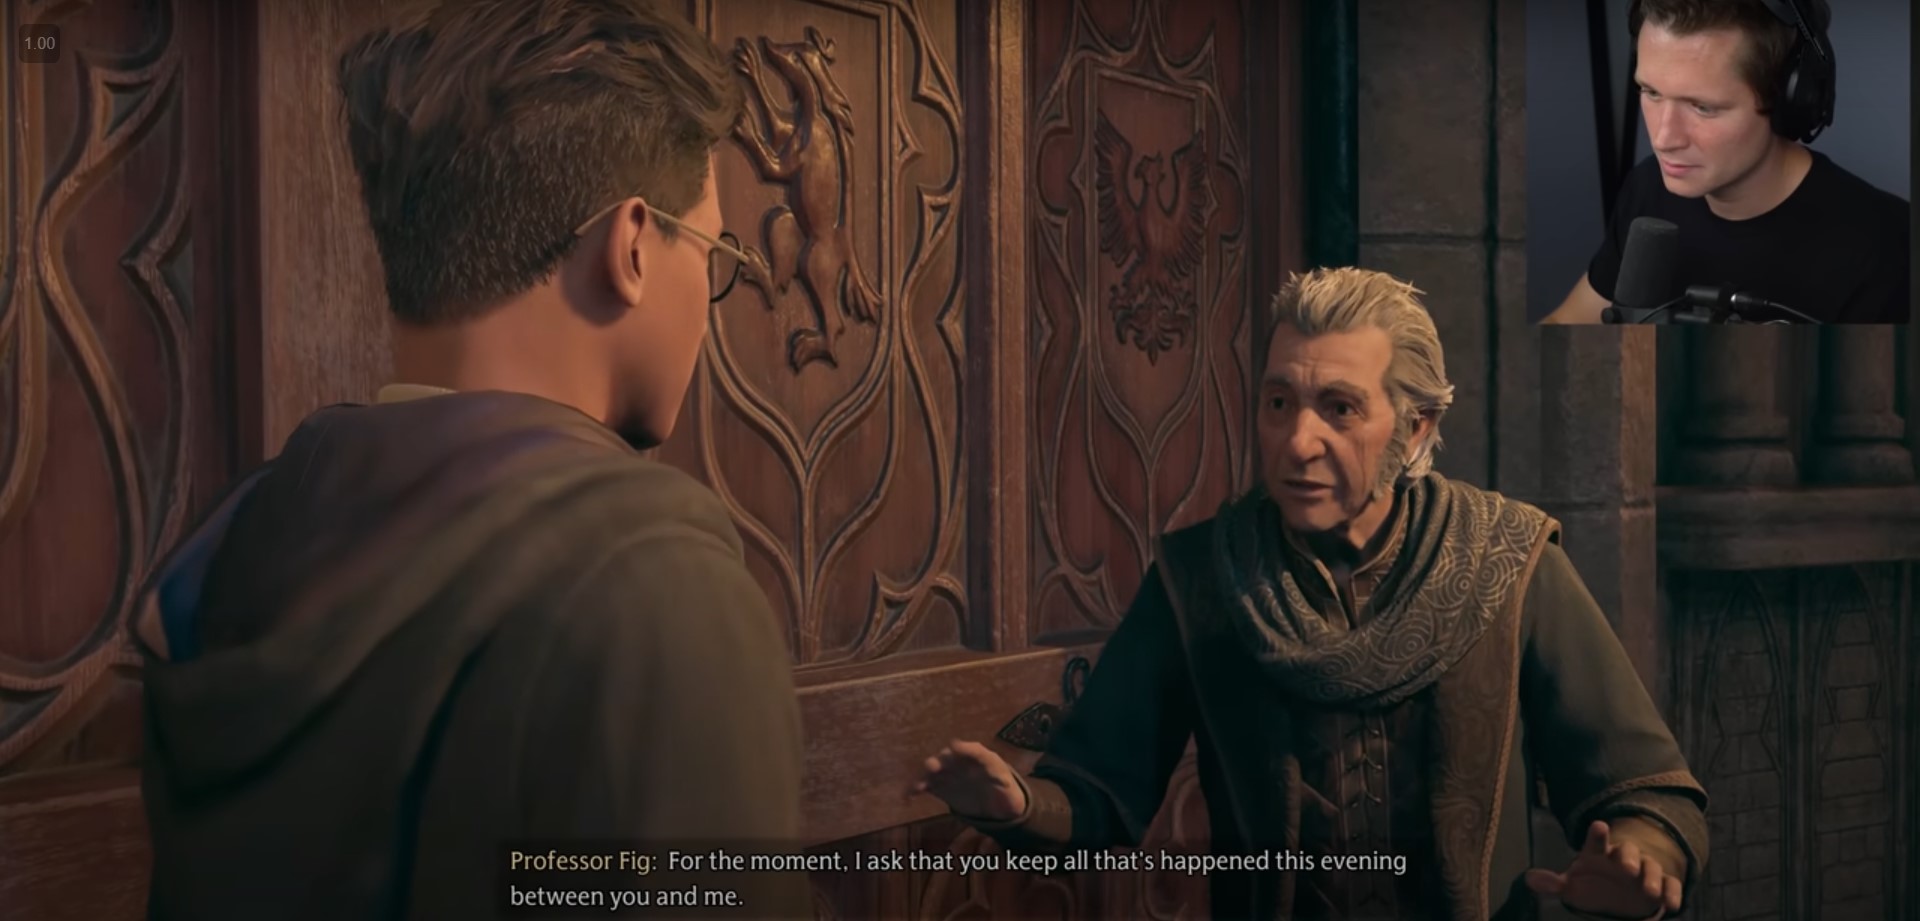 1.00
Professor Fig: For the moment, I ask that you keep all that's happened this evening
between you and me.